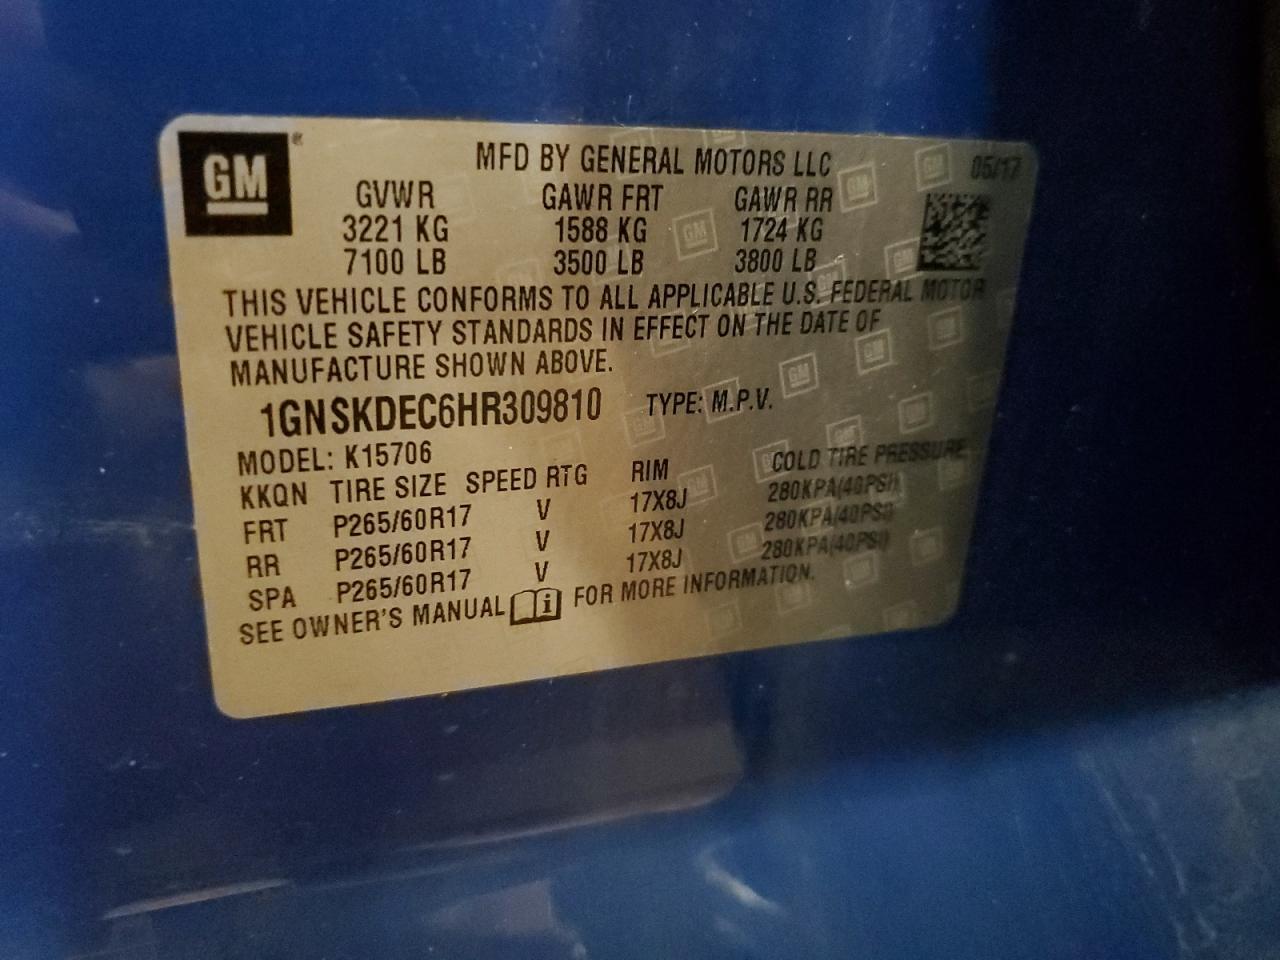 GM
MFD BY GENERAL MOTORS LLC 05/17
GVWR GAWR FRT GAWR RR
3221 KG 1588 KG 1724 KG
7100 LB 3500 LB 3800 LB
THIS VEHICLE CONFORMS TO ALL APPLICABLE U.S. FEDERAL MOTOR
VEHICLE SAFETY STANDARDS IN EFFECT ON THE DATE OF
MANUFACTURE SHOWN ABOVE.
1GNSKDEC6HR309810 TYPE: M.P.V.
MODEL: K15706
KKQN TIRE SIZE SPEED RTG RIM COLD TIRE PRESSURE
FRT P265/60R17 V 17X8J 280KPA(40PSI)
RR P265/60R17 V 17X8J 280KPA(40PSI)
SPA P265/60R17 V 17X8J 280KPA(40PSI)
SEE OWNER'S MANUAL FOR MORE INFORMATION.